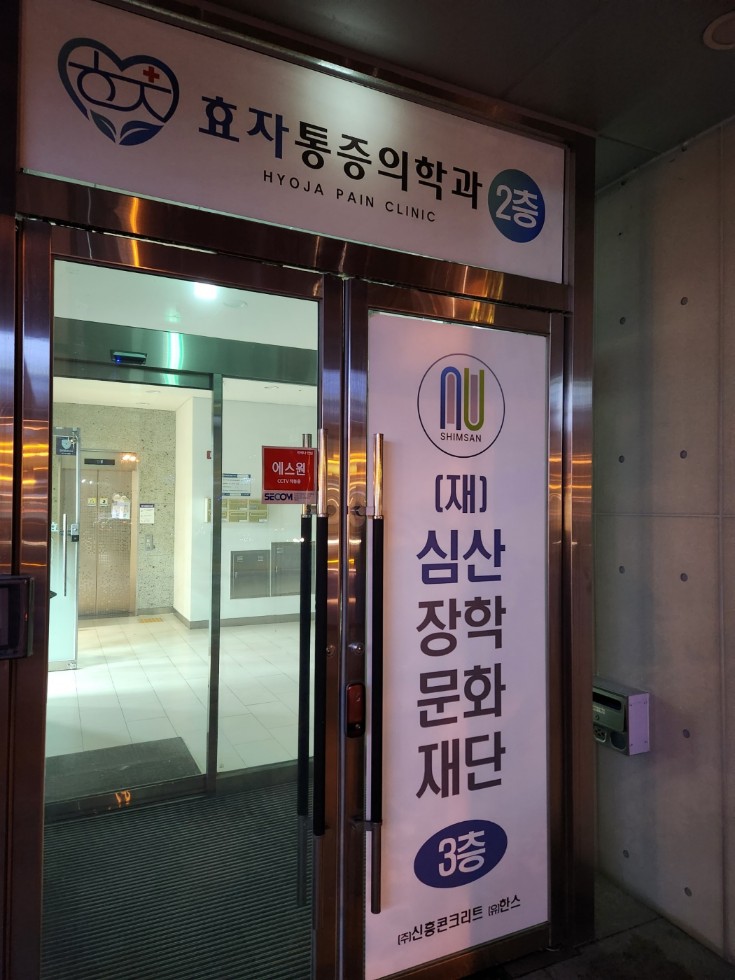 효자통증의학과 2층
HYOJA PAIN CLINIC
에스원
SECOM
SHIMSAN
(재)
심산
장학
문화
재단
3층
(주)신흥콘크리트 (유)한스